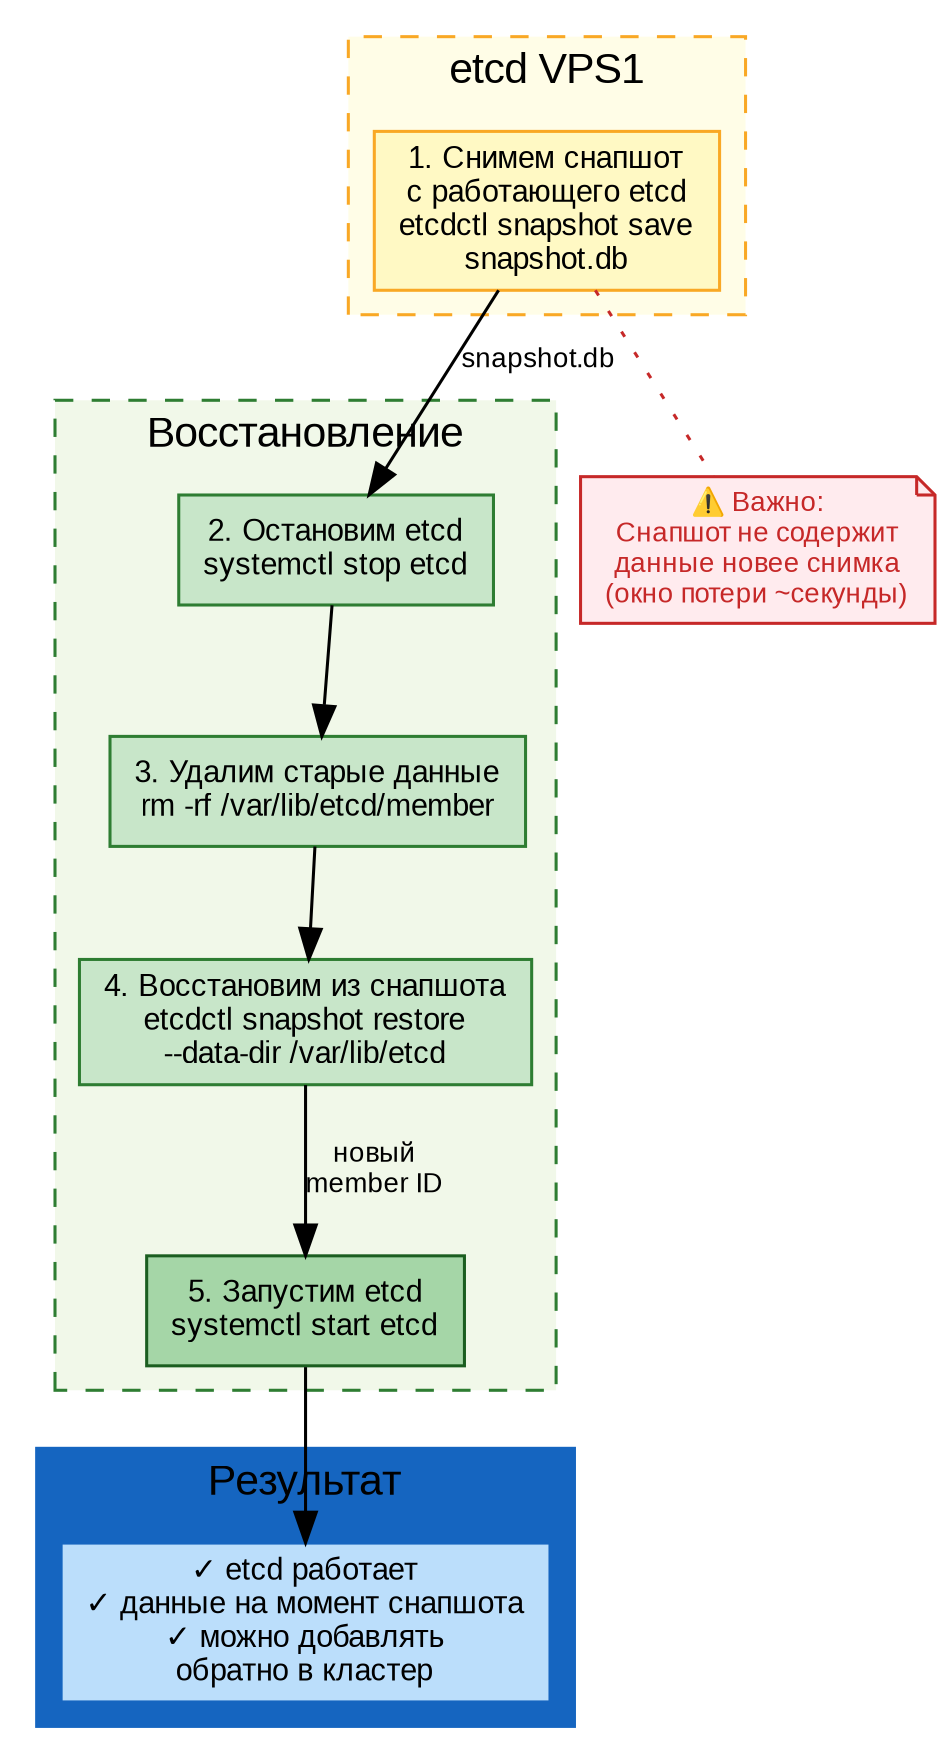 etcd VPS1
1. Снимем снапшот
с работающего etcd
etcdctl snapshot save
snapshot.db
snapshot.db
Восстановление
2. Остановим etcd
systemctl stop etcd
⚠️ Важно:
Снапшот не содержит
данные новее снимка
(окно потери ~секунды)
3. Удалим старые данные
rm -rf /var/lib/etcd/member
4. Восстановим из снапшота
etcdctl snapshot restore
--data-dir /var/lib/etcd
новый
member ID
5. Запустим etcd
systemctl start etcd
Результат
✓ etcd работает
✓ данные на момент снапшота
✓ можно добавлять
обратно в кластер